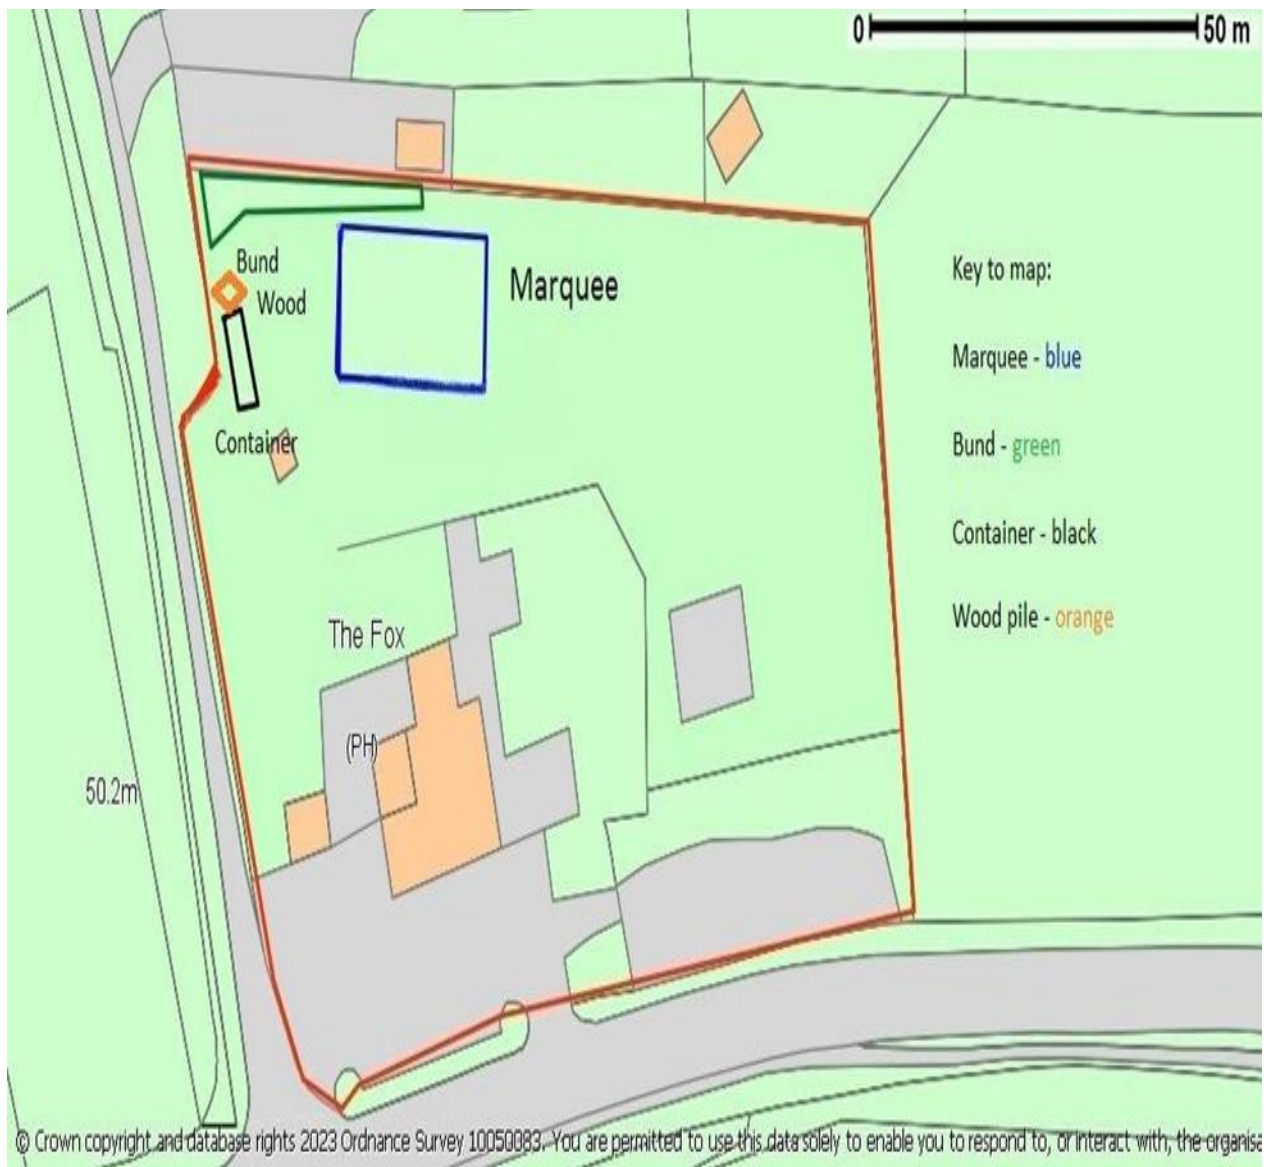 0 50 m
Bund
Wood
Marquee
Container
The Fox
(PH)
50.2m
Key to map:
Marquee - blue
Bund - green
Container - black
Wood pile - orange
© Crown copyright and database rights 2023 Ordnance Survey 10050083. You are permitted to use this data solely to enable you to respond to, or interact with, the organisa